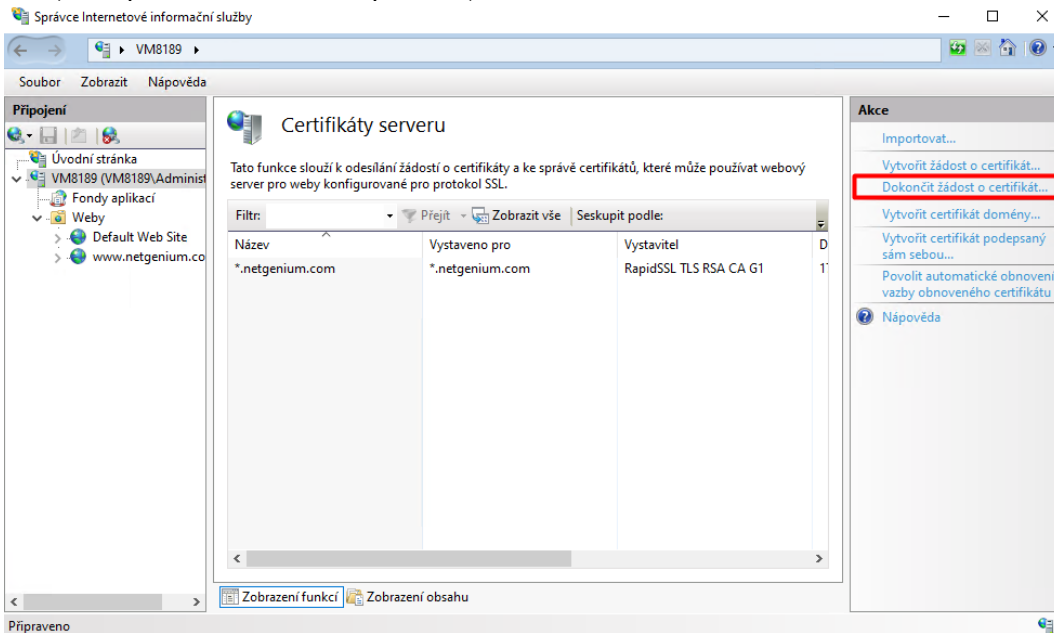 Správce Internetové informační služby
VM8189
Soubor Zobrazit Nápověda
Připojení
Úvodní stránka
VM8189 (VM8189\Administ
Fondy aplikací
Weby
Default Web Site
www.netgenium.co
Certifikáty serveru
Tato funkce slouží k odesílání žádostí o certifikáty a ke správě certifikátů, které může používat webový
server pro weby konfigurované pro protokol SSL.
Filtr: Přejít Zobrazit vše Seskupit podle:
Název Vystaveno pro Vystavitel D
*.netgenium.com *.netgenium.com RapidSSL TLS RSA CA G1 1
Zobrazení funkcí Zobrazení obsahu
Akce
Importovat...
Vytvořit žádost o certifikát...
Dokončit žádost o certifikát...
Vytvořit certifikát domény...
Vytvořit certifikát podepsaný
sám sebou...
Povolit automatické obnovení
vazby obnoveného certifikátu
Nápověda
Připraveno